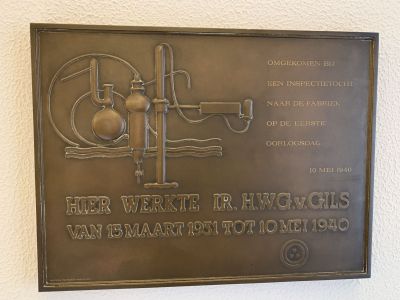 OMGEKOMEN BIJ
EEN INSPECTIETOCHT
NAAR DE FABRIEK
OP DE EERSTE
OORLOGSDAG
10 MEI 1940
HIER WERKTE IR. H.W.G. v. GILS
VAN 15 MAART 1931 TOT 10 MEI 1940